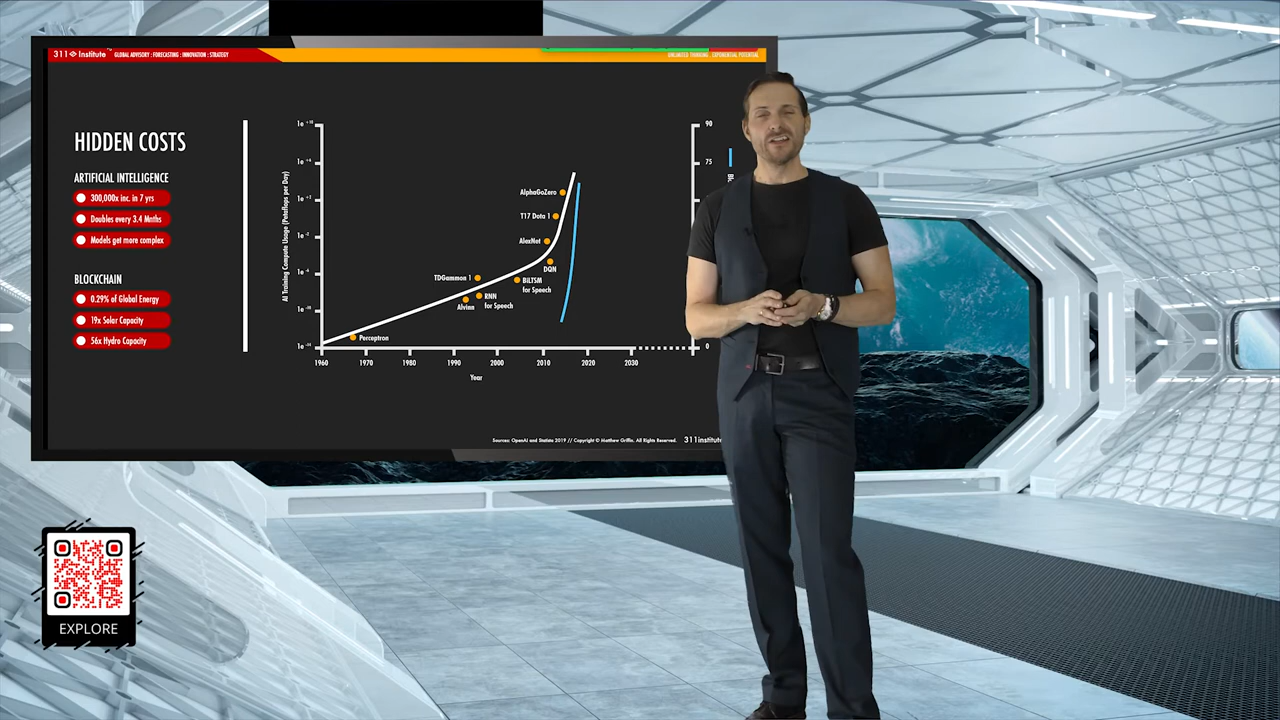 311 Institute GLOBAL ADVISORY : FORECASTING : INNOVATION : STRATEGY
UNLIMITED THINKING : EXPONENTIAL POTENTIAL
HIDDEN COSTS
ARTIFICIAL INTELLIGENCE
300,000x inc. in 7 yrs
Doubles every 3.4 Mnths
Models get more complex
BLOCKCHAIN
0.29% of Global Energy
19x Solar Capacity
56x Hydro Capacity
AI Training Compute Usage (Petaflops per Day)
90
75
0
AlphaGoZero
T17 Dota 1
AlexNet
DQN
TDGammon 1
BiLTSM
for Speech
RNN
for Speech
Alvinn
Perceptron
1960 1970 1980 1990 2000 2010 2020 2030
Year
Sources: OpenAI and Statista 2019 // Copyright © Matthew Griffin. All Rights Reserved. 311institute
EXPLORE